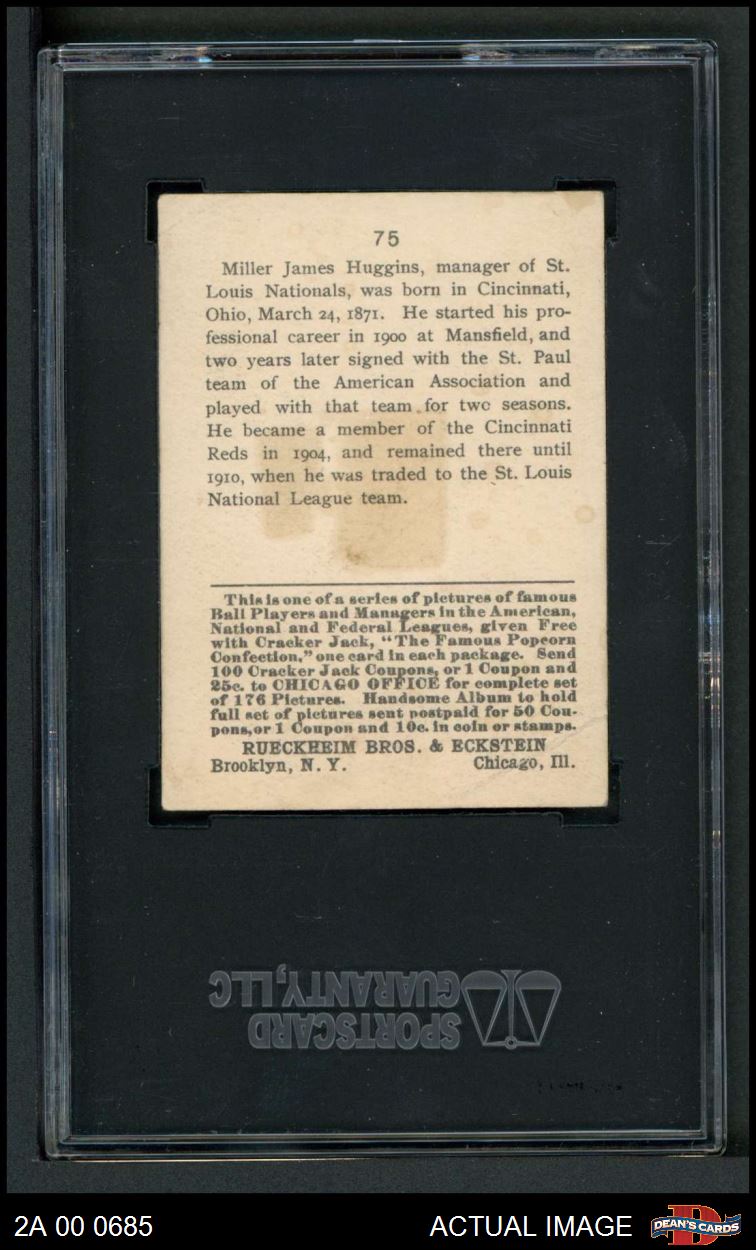 75
Miller James Huggins, manager of St.
Louis Nationals, was born in Cincinnati,
Ohio, March 24, 1871. He started his pro-
fessional career in 1900 at Mansfield, and
two years later signed with the St. Paul
team of the American Association and
played with that team for two seasons.
He became a member of the Cincinnati
Reds in 1904, and remained there until
1910, when he was traded to the St. Louis
National League team.
This is one of a series of pictures of famous
Ball Players and Managers in the American,
National and Federal Leagues, given Free
with Cracker Jack, "The Famous Popcorn
Confection," one card in each package. Send
100 Cracker Jack Coupons, or 1 Coupon and
25c. to CHICAGO OFFICE for complete set
of 176 Pictures. Handsome Album to hold
full set of pictures sent postpaid for 50 Cou-
pons, or 1 Coupon and 10c. in coin or stamps.
RUECKHEIM BROS. & ECKSTEIN
Brooklyn, N. Y. Chicago, Ill.
SPORTSCARD
GUARANTY, LLC
2A 00 0685
ACTUAL IMAGE
D
DEAN'S CARDS